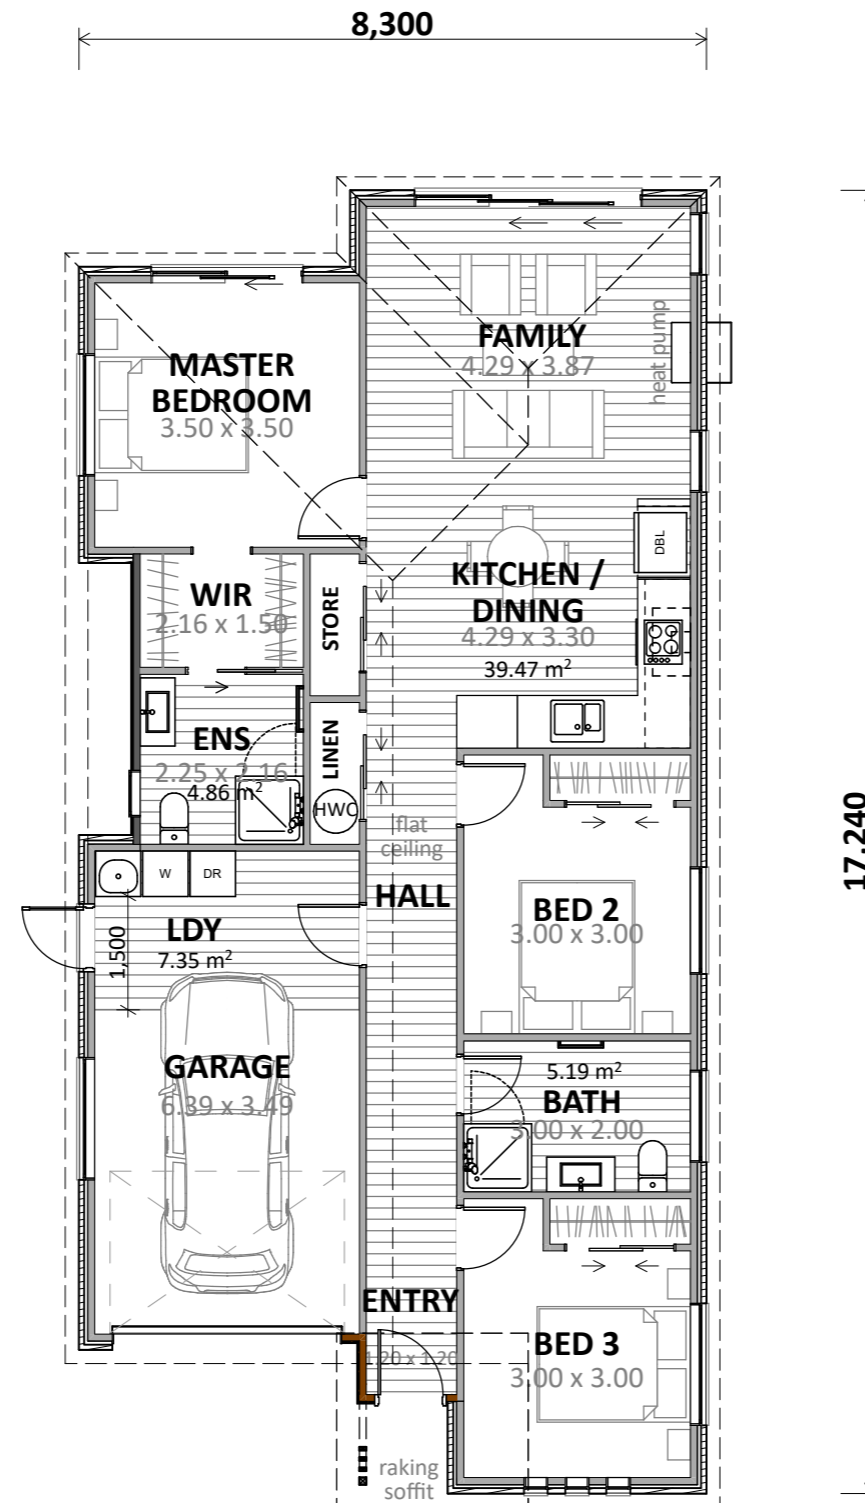 8,300
FAMILY
4.29 x 3.87
heat pump
MASTER
BEDROOM
3.50 x 3.50
DBL
KITCHEN /
DINING
4.29 x 3.30
39.47 m²
WIR
2.16 x 1.50
STORE
ENS
2.25 x 2.16
4.86 m²
LINEN
HWC
flat
ceiling
17,240
W
DR
HALL
BED 2
3.00 x 3.00
LDY
7.35 m²
1,500
GARAGE
6.39 x 3.49
5.19 m²
BATH
3.00 x 2.00
ENTRY
1.20 x 1.20
BED 3
3.00 x 3.00
raking
soffit